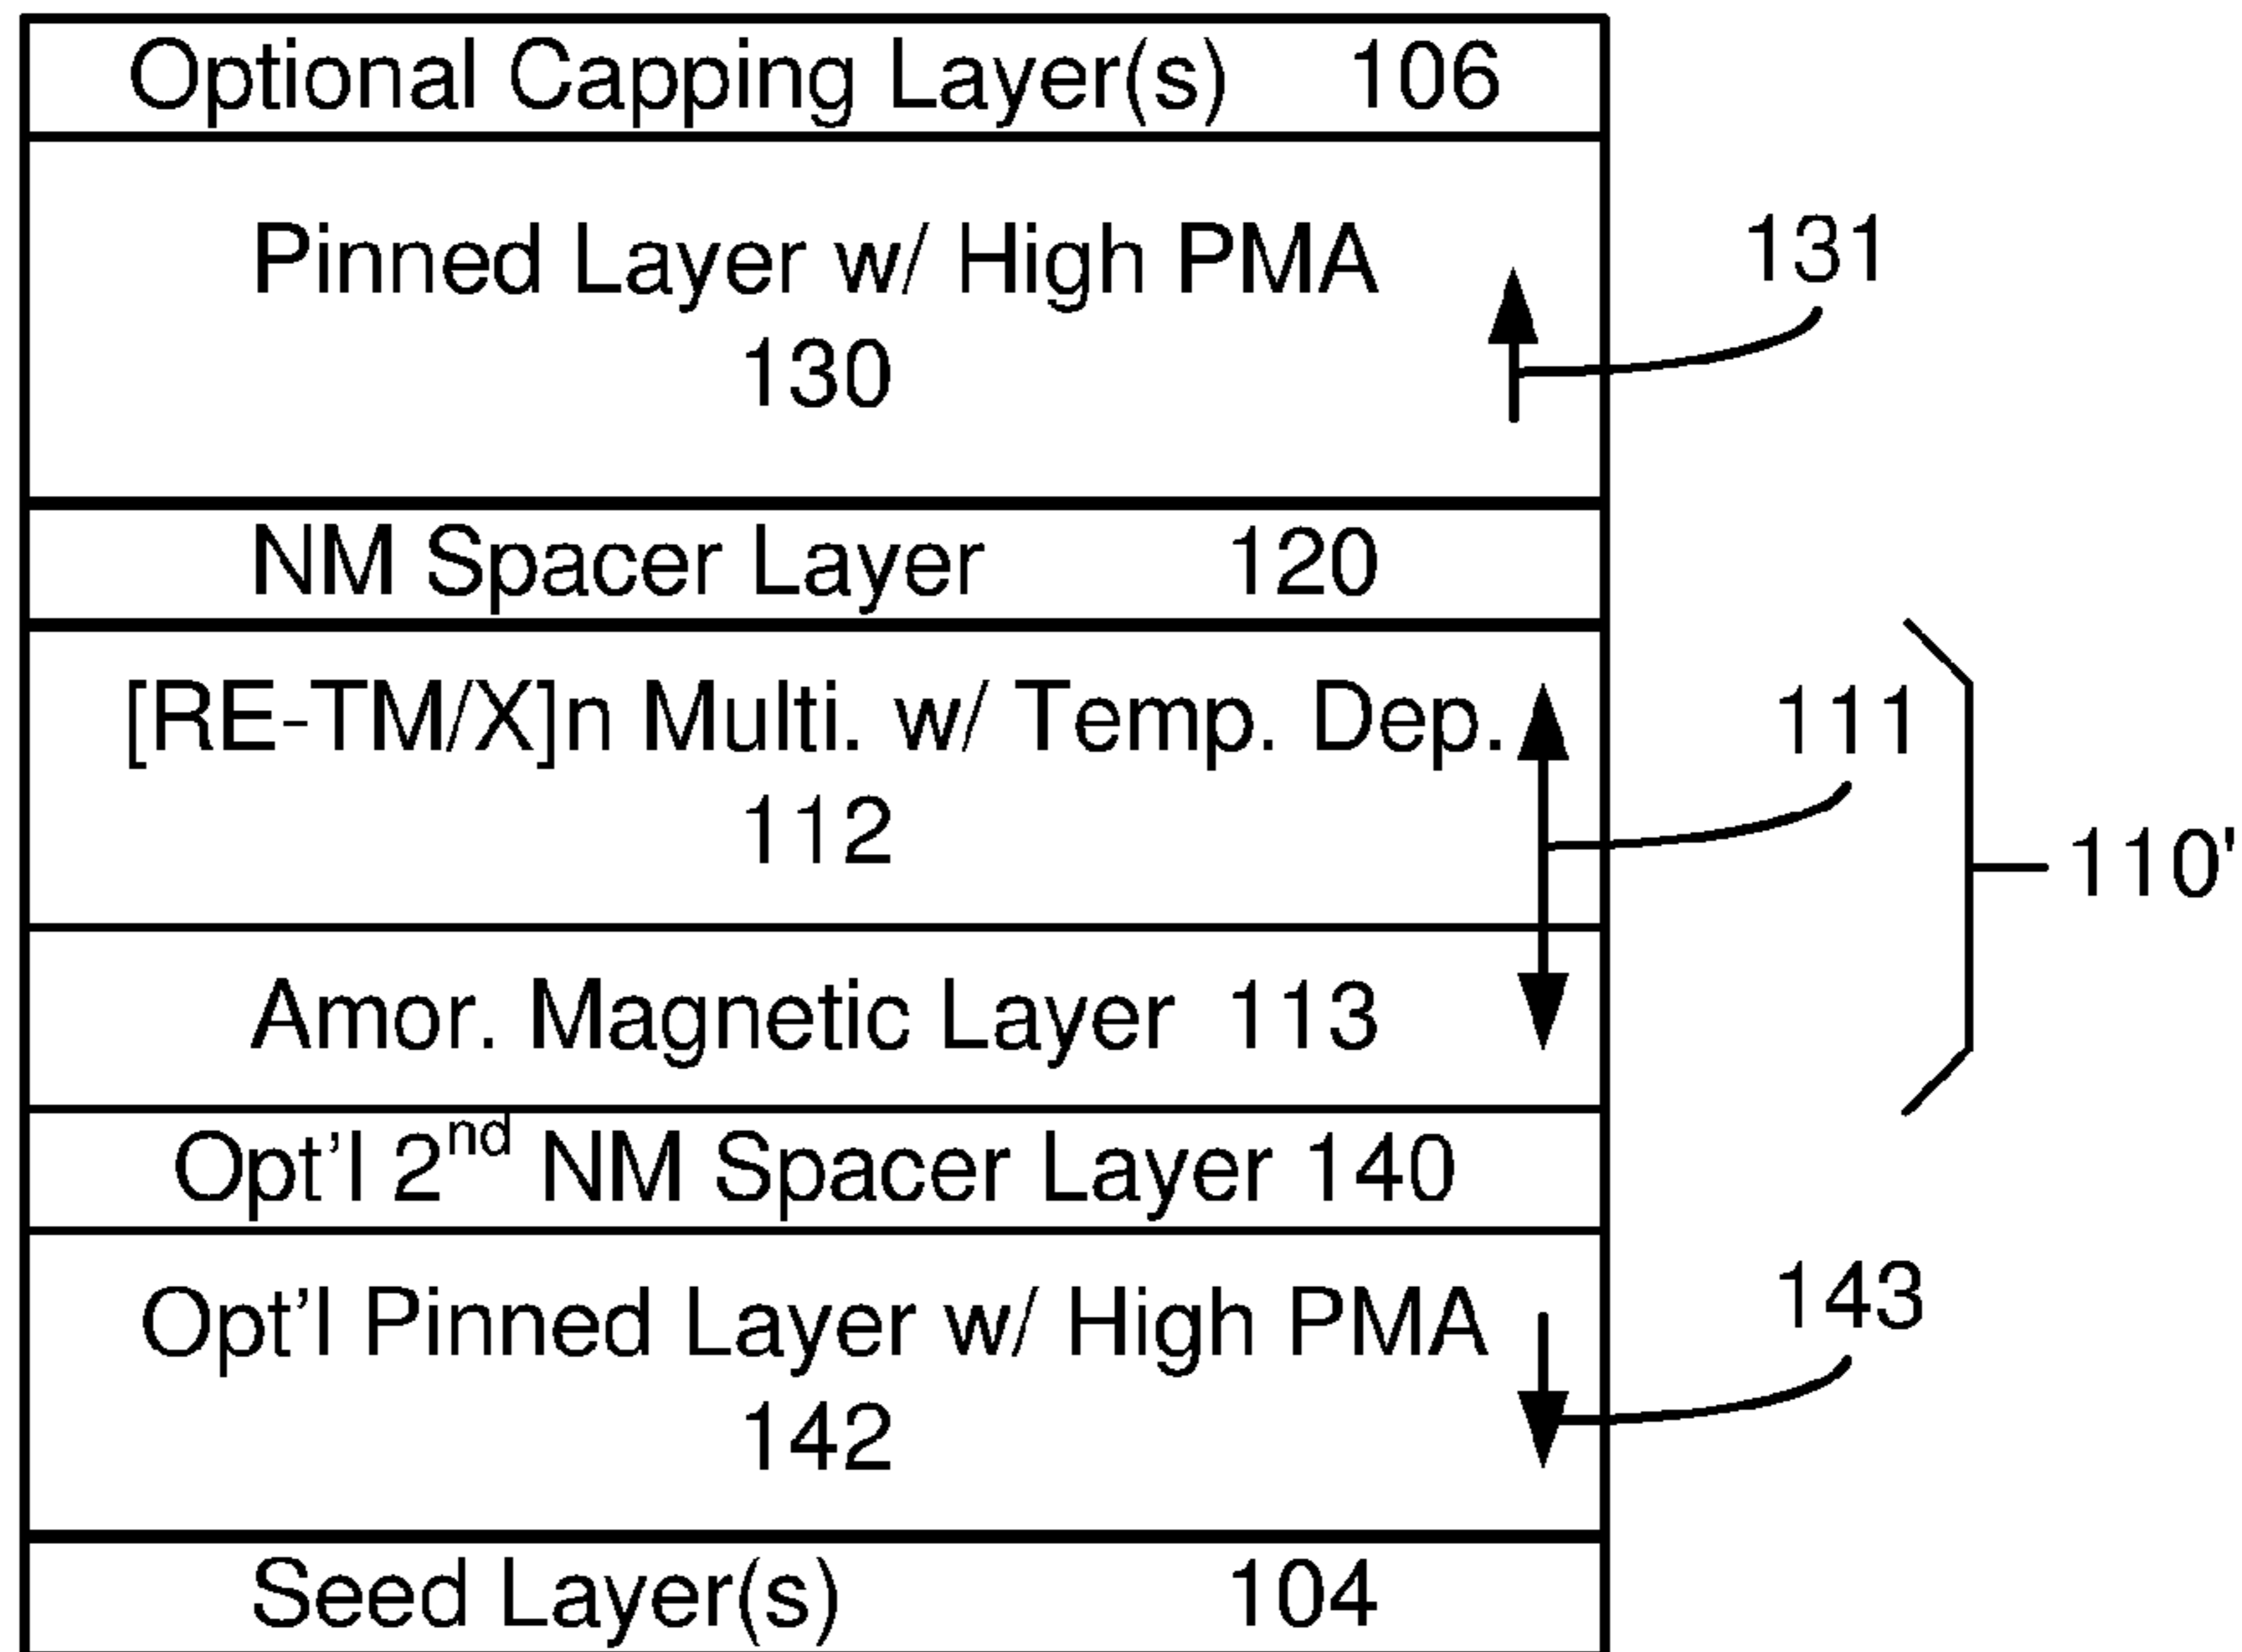 Optional Capping Layer(s) 106
Pinned Layer w/ High PMA
130
131
NM Spacer Layer 120
[RE-TM/X]n Multi. w/ Temp. Dep.
112
111
110'
Amor. Magnetic Layer 113
Opt'l 2nd NM Spacer Layer 140
Opt'l Pinned Layer w/ High PMA
142
143
Seed Layer(s) 104